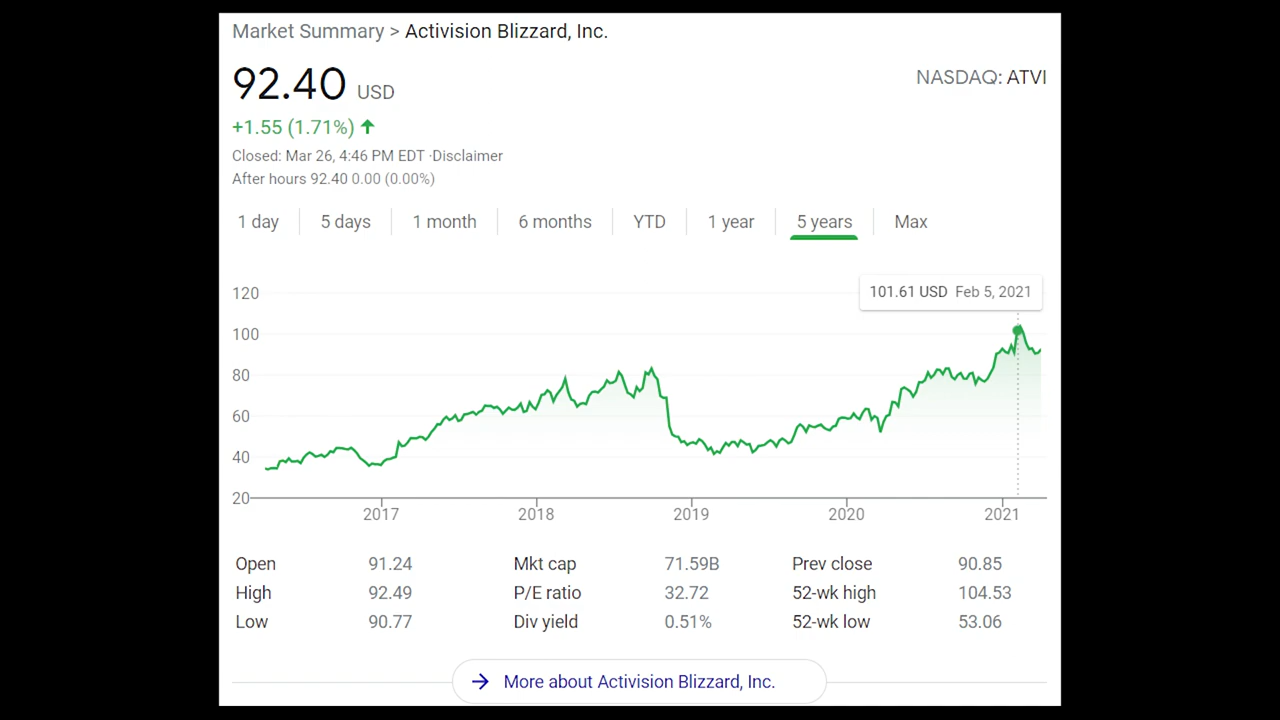 Market Summary > Activision Blizzard, Inc.
92.40 USD
NASDAQ: ATVI
+1.55 (1.71%)
Closed: Mar 26, 4:46 PM EDT ·Disclaimer
After hours 92.40 0.00 (0.00%)
1 day 5 days 1 month 6 months YTD 1 year 5 years Max
101.61 USD Feb 5, 2021
120
100
80
60
40
20
2017 2018 2019 2020 2021
Open 91.24 Mkt cap 71.59B Prev close 90.85
High 92.49 P/E ratio 32.72 52-wk high 104.53
Low 90.77 Div yield 0.51% 52-wk low 53.06
More about Activision Blizzard, Inc.